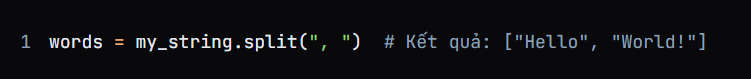 1 words = my_string.split(", ")  # Kết quả: ["Hello", "World!"]